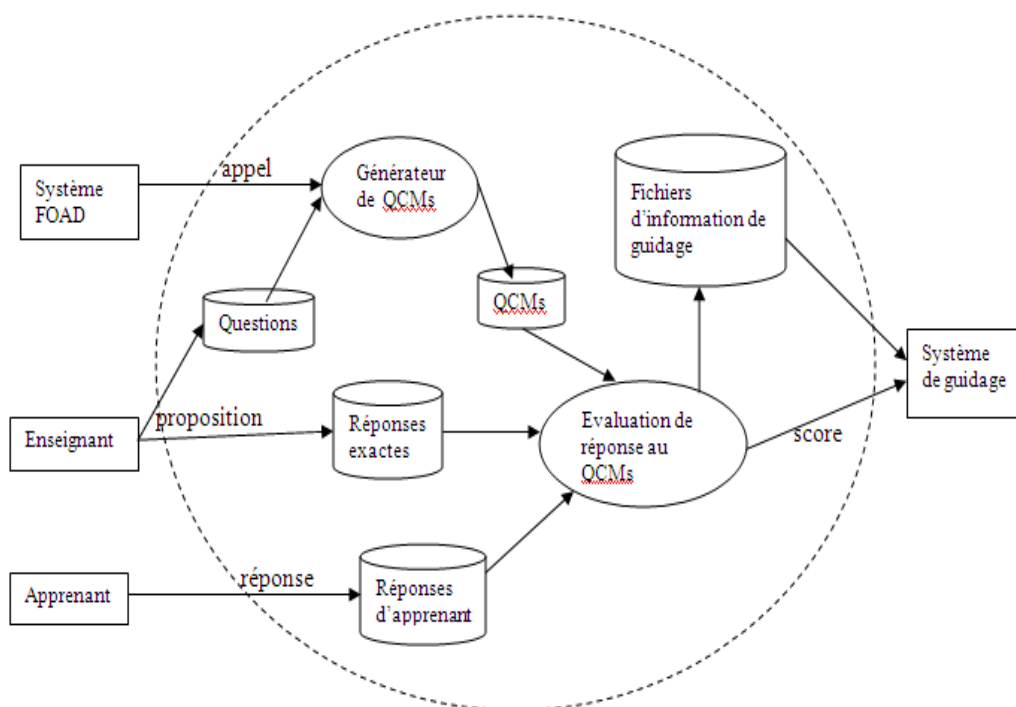 appel
Système
FOAD
Générateur
de QCMs
Fichiers
d'information de
guidage
Questions
QCMs
Système
de guidage
Enseignant
proposition
Réponses
exactes
Evaluation de
réponse au
QCMs
score
Apprenant
réponse
Réponses
d'apprenant